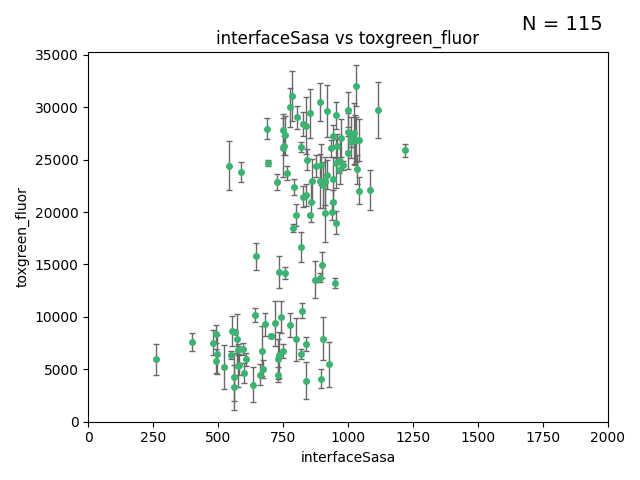 N = 115
interfaceSasa vs toxgreen_fluor
35000
30000
25000
20000
15000
10000
5000
0
toxgreen_fluor
0 250 500 750 1000 1250 1500 1750 2000
interfaceSasa